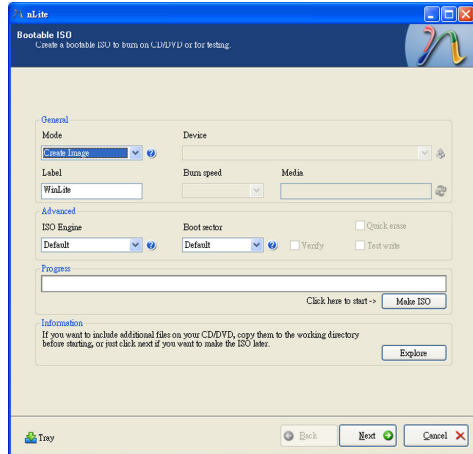 nLite
Bootable ISO
Create a bootable ISO to burn on CD/DVD or for testing.
General
Mode
Device
Create Image
Label
Burn speed
Media
WinLite
Advanced
ISO Engine
Boot sector
Quick erase
Default
Default
Verify
Test write
Progress
Click here to start ->
Make ISO
Information
If you want to include additional files on your CD/DVD, copy them to the working directory
before starting, or just click next if you want to make the ISO later.
Explore
Tray
Back
Next
Cancel